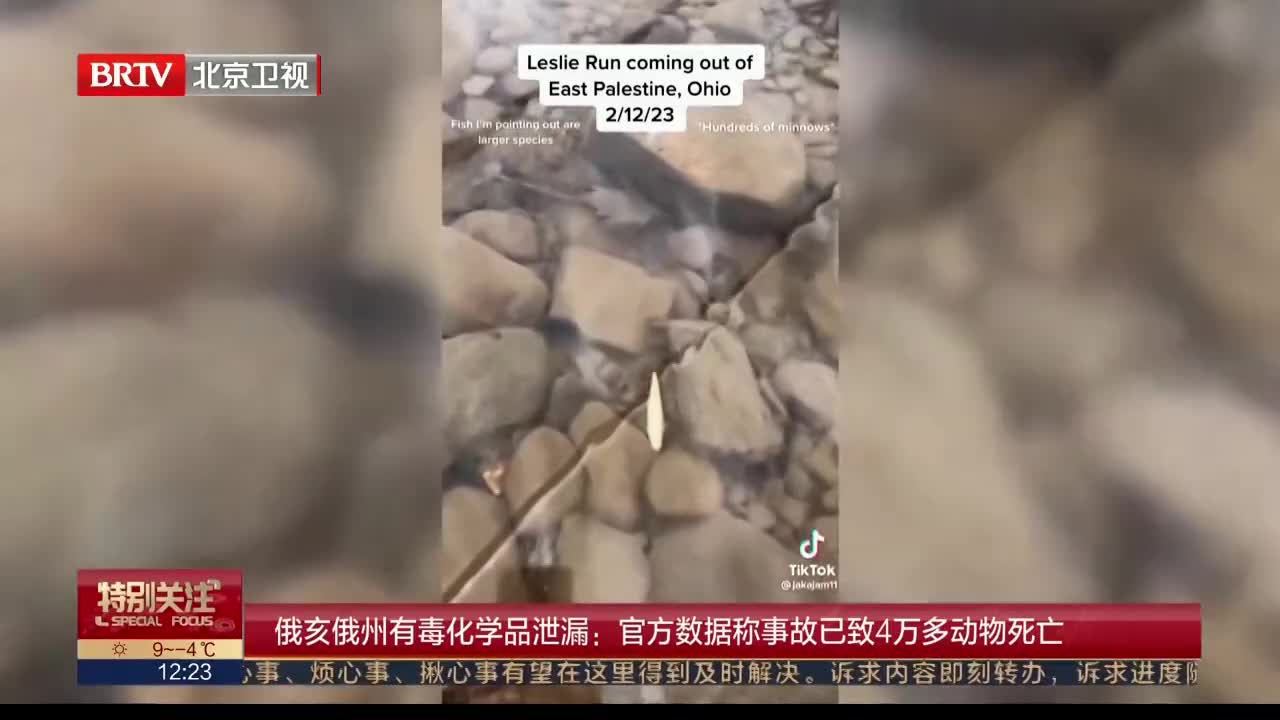 BRTV 北京卫视
Leslie Run coming out of
East Palestine, Ohio
2/12/23
Fish I'm pointing out are
larger species
*Hundreds of minnows*
TikTok
@jakajam11
特别关注
SPECIAL FOCUS
俄亥俄州有毒化学品泄漏：官方数据称事故已致4万多动物死亡
9~-4℃
12:23
心事、烦心事、揪心事有望在这里得到及时解决。诉求内容即刻转办，诉求进度